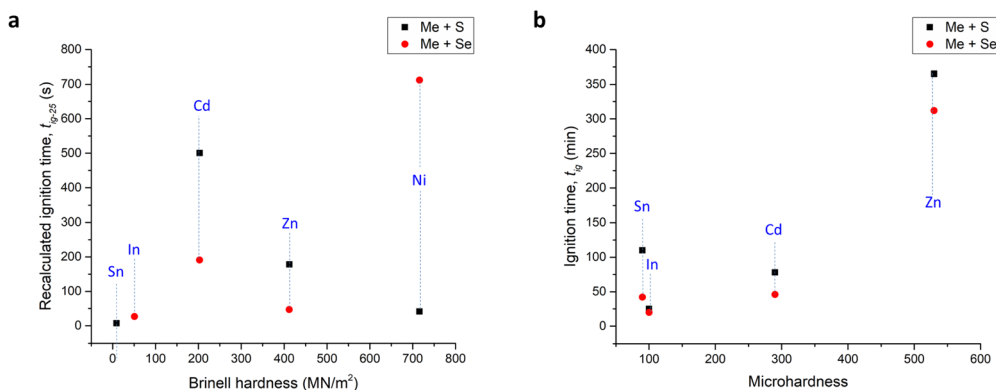 a
Me + S
Me + Se
Recalculated ignition time, t_ig-25 (s)
800
700
600
500
400
300
200
100
0
Sn
In
Cd
Zn
Ni
0 100 200 300 400 500 600 700 800
Brinell hardness (MN/m²)
b
Me + S
Me + Se
Ignition time, t_ig (min)
400
350
300
250
200
150
100
50
0
Sn
In
Cd
Zn
100 200 300 400 500 600
Microhardness